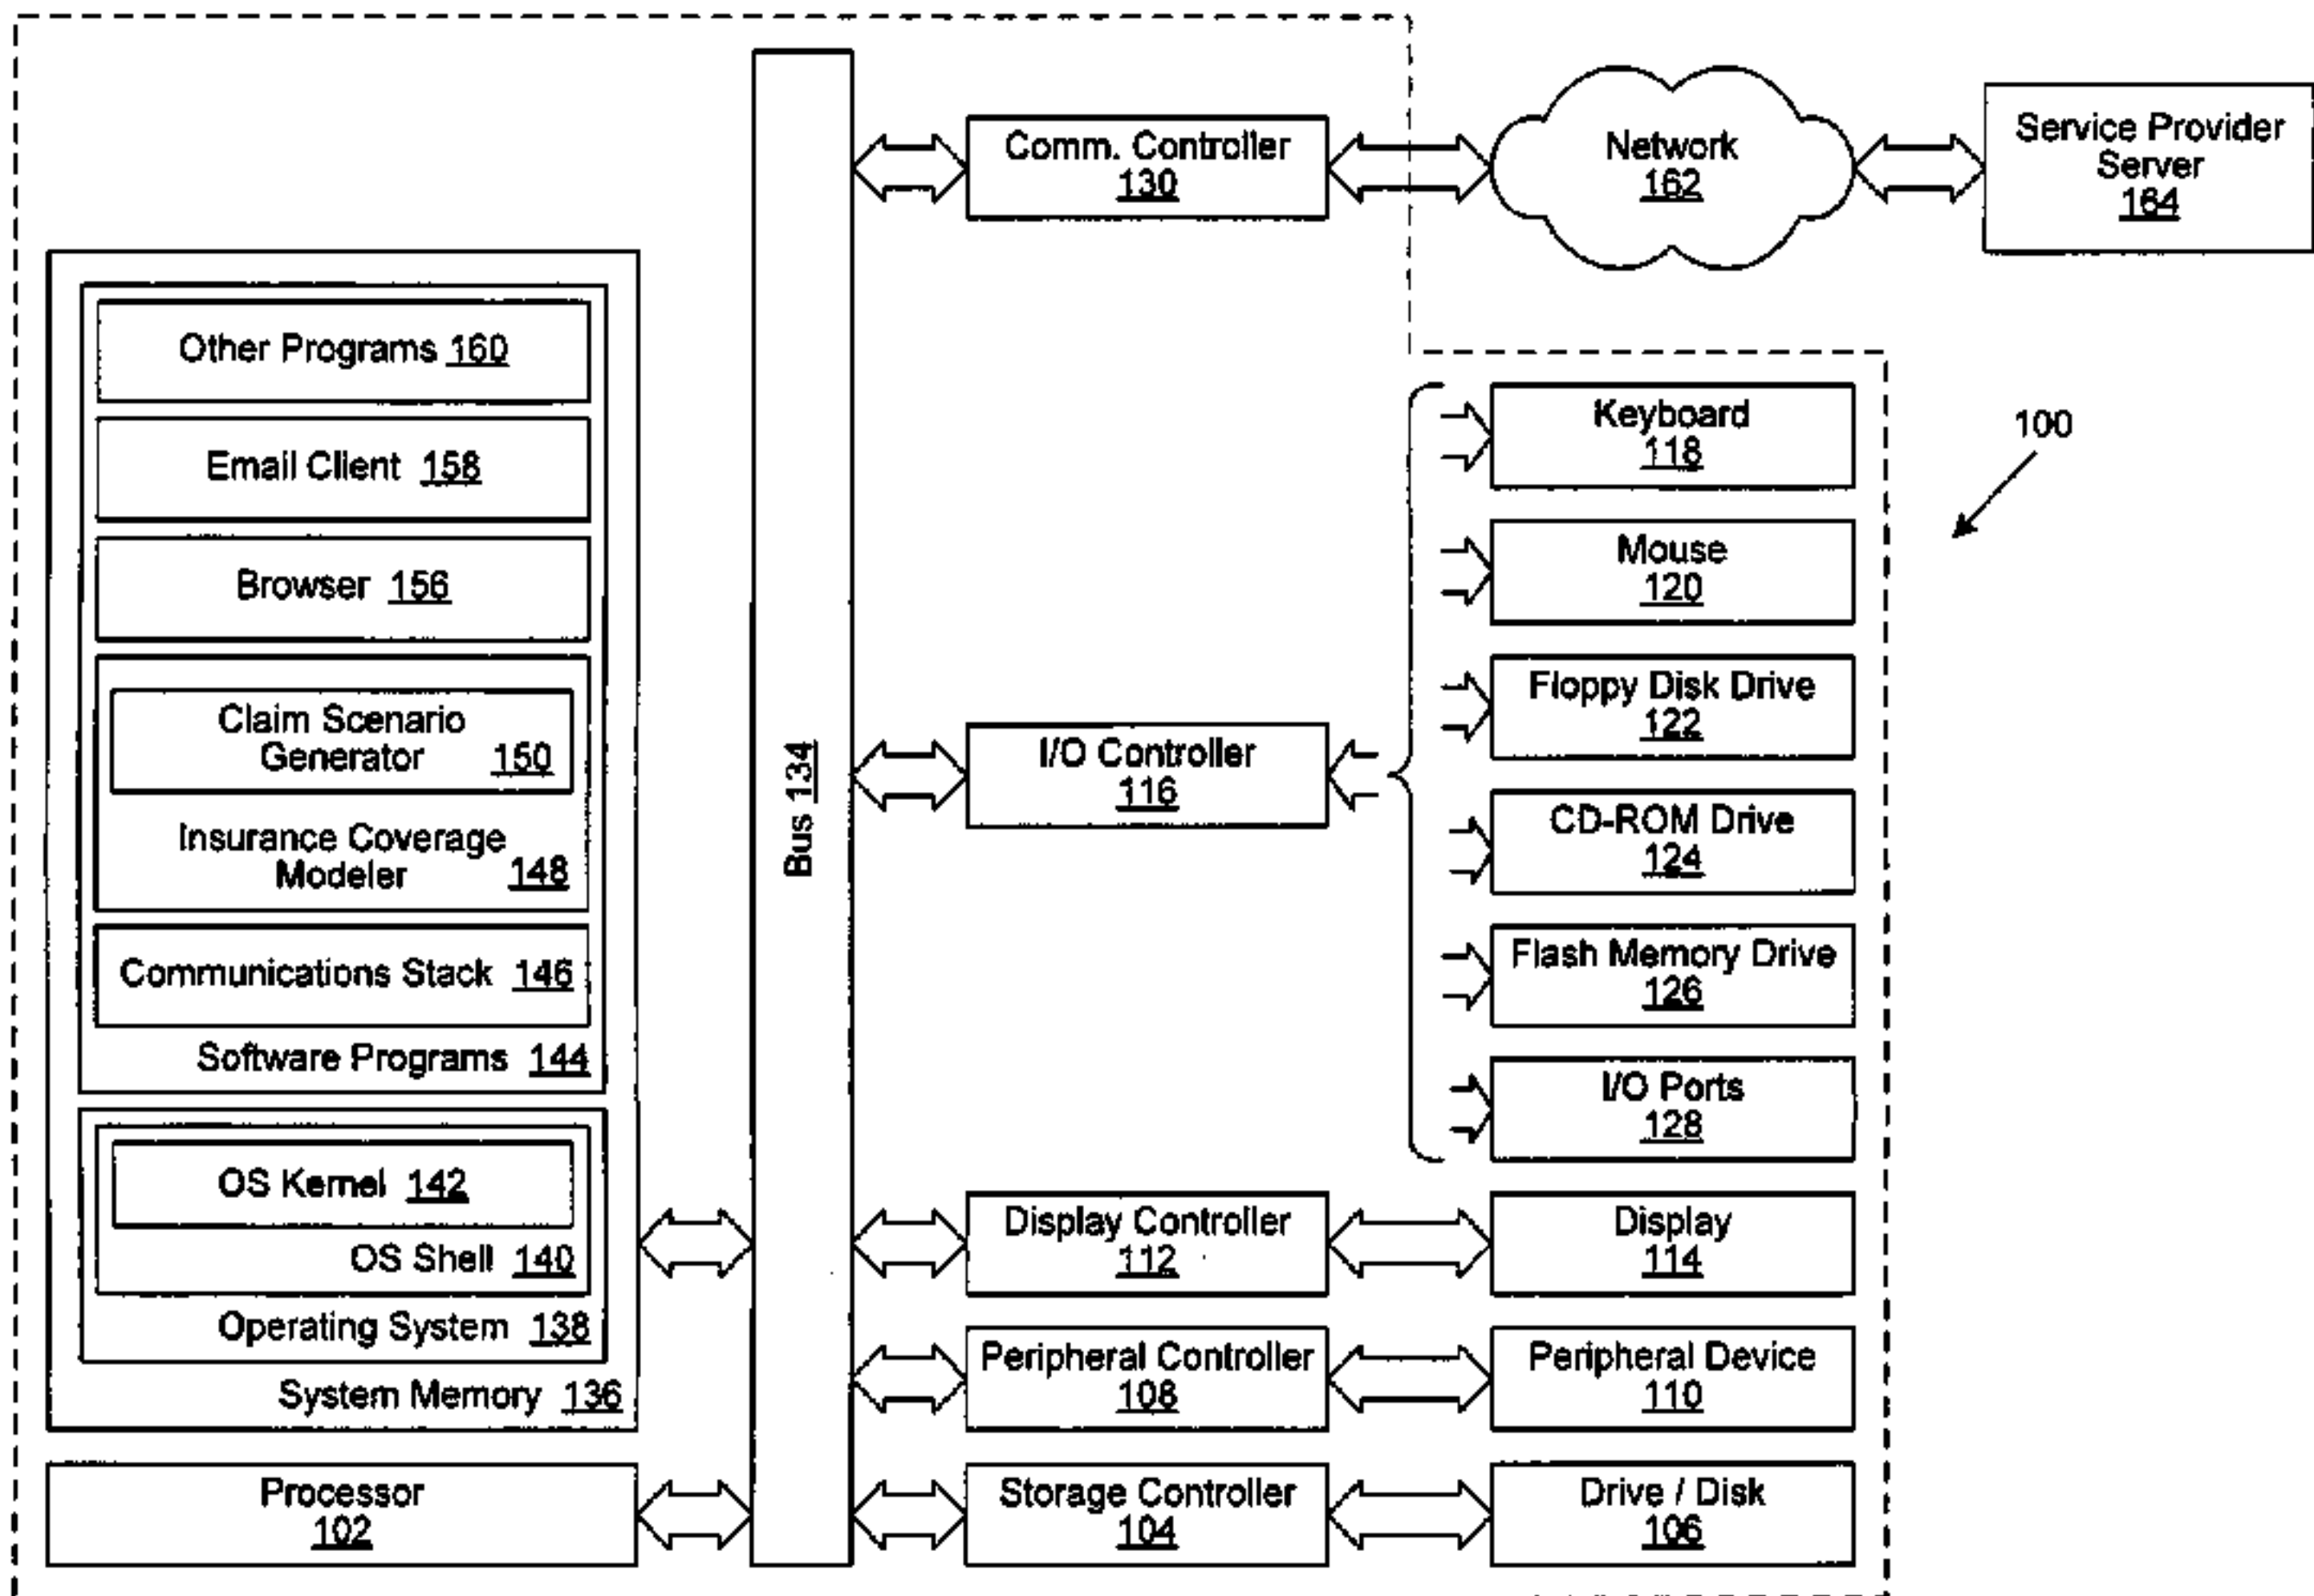 Comm. Controller
130
Network
162
Service Provider
Server
164
Other Programs 160
Email Client 158
Browser 156
Claim Scenario
Generator 150
Insurance Coverage
Modeler 148
Communications Stack 146
Software Programs 144
OS Kernel 142
OS Shell 140
Operating System 138
System Memory 136
Processor
102
Bus 134
I/O Controller
116
Keyboard
118
Mouse
120
Floppy Disk Drive
122
CD-ROM Drive
124
Flash Memory Drive
126
I/O Ports
128
100
Display Controller
112
Display
114
Peripheral Controller
108
Peripheral Device
110
Storage Controller
104
Drive / Disk
106